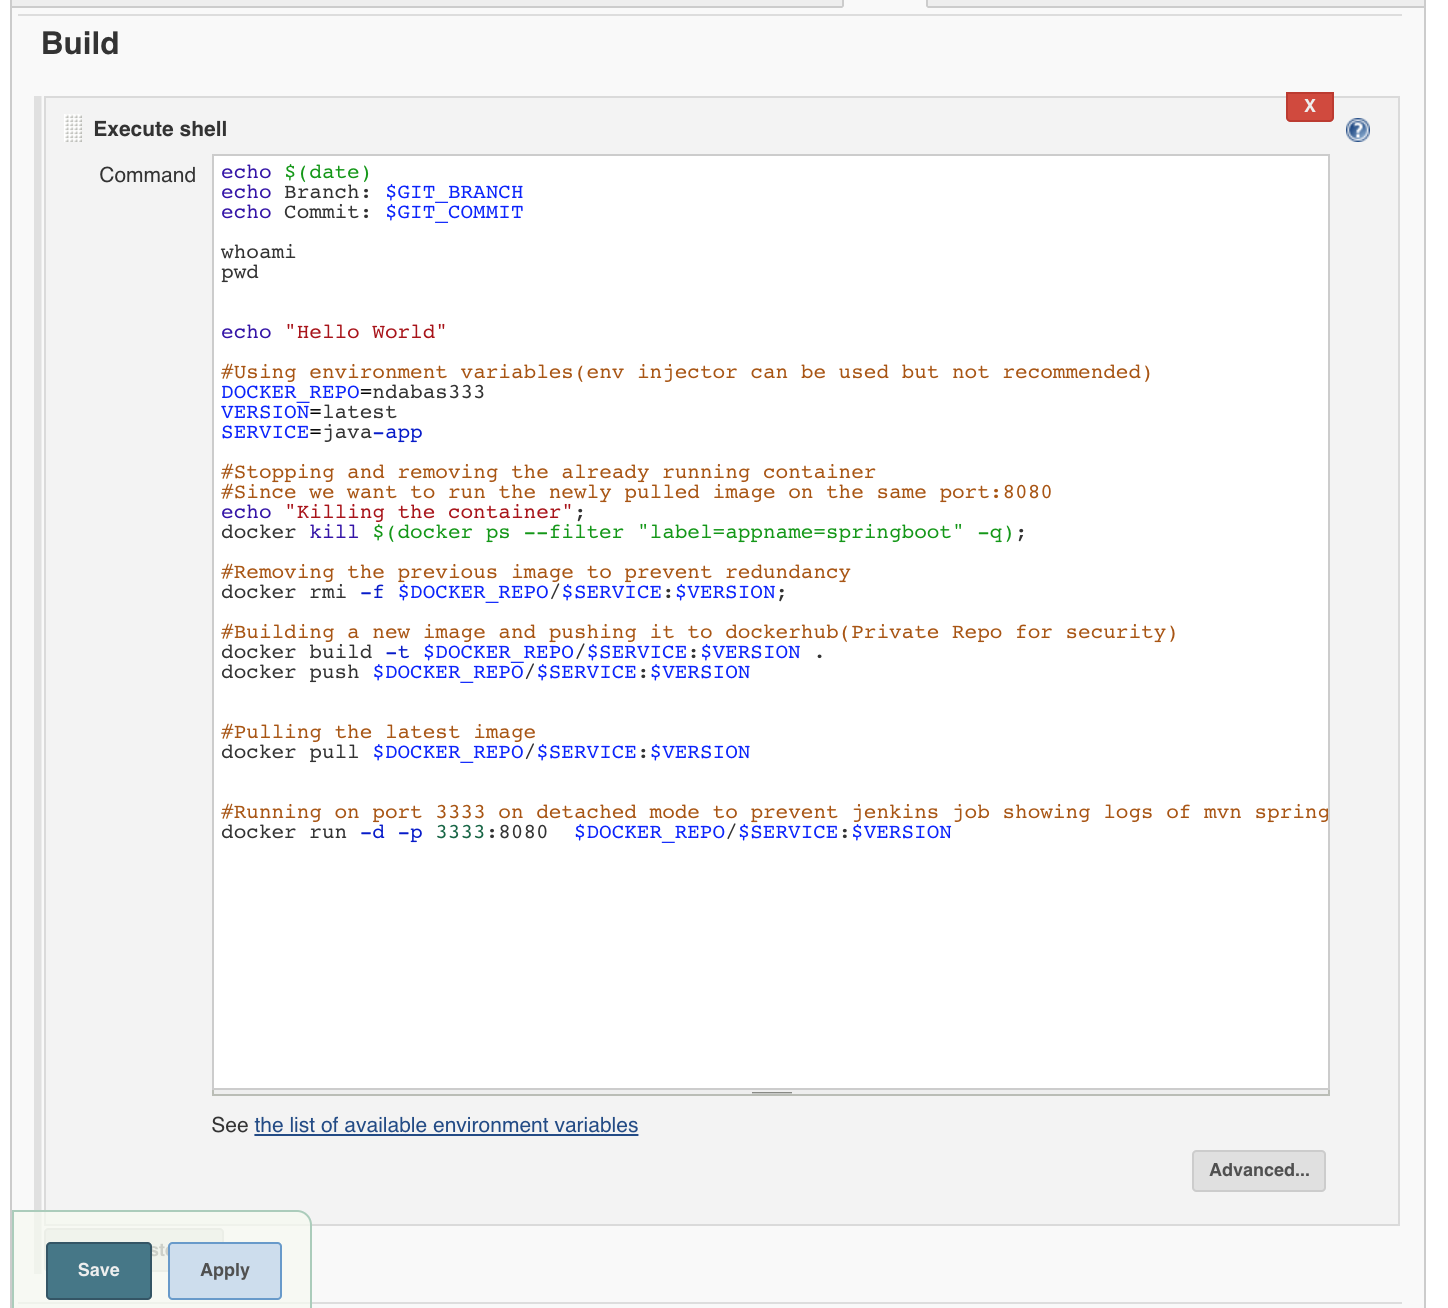 Build
X
Execute shell
?
Command
echo $(date)
echo Branch: $GIT_BRANCH
echo Commit: $GIT_COMMIT
whoami
pwd
echo "Hello World"
#Using environment variables(env injector can be used but not recommended)
DOCKER_REPO=ndabas333
VERSION=latest
SERVICE=java-app
#Stopping and removing the already running container
#Since we want to run the newly pulled image on the same port:8080
echo "Killing the container";
docker kill $(docker ps --filter "label=appname=springboot" -q);
#Removing the previous image to prevent redundancy
docker rmi -f $DOCKER_REPO/$SERVICE:$VERSION;
#Building a new image and pushing it to dockerhub(Private Repo for security)
docker build -t $DOCKER_REPO/$SERVICE:$VERSION .
docker push $DOCKER_REPO/$SERVICE:$VERSION
#Pulling the latest image
docker pull $DOCKER_REPO/$SERVICE:$VERSION
#Running on port 3333 on detached mode to prevent jenkins job showing logs of mvn spring
docker run -d -p 3333:8080  $DOCKER_REPO/$SERVICE:$VERSION
See the list of available environment variables
Advanced...
Save
Apply